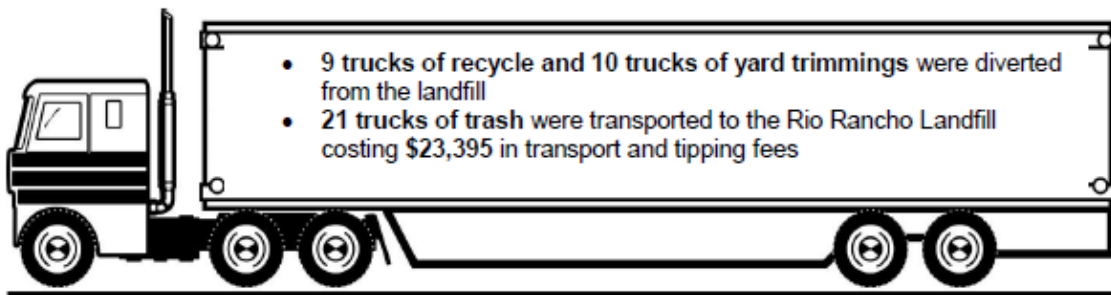 • 9 trucks of recycle and 10 trucks of yard trimmings were diverted
from the landfill
• 21 trucks of trash were transported to the Rio Rancho Landfill
costing $23,395 in transport and tipping fees